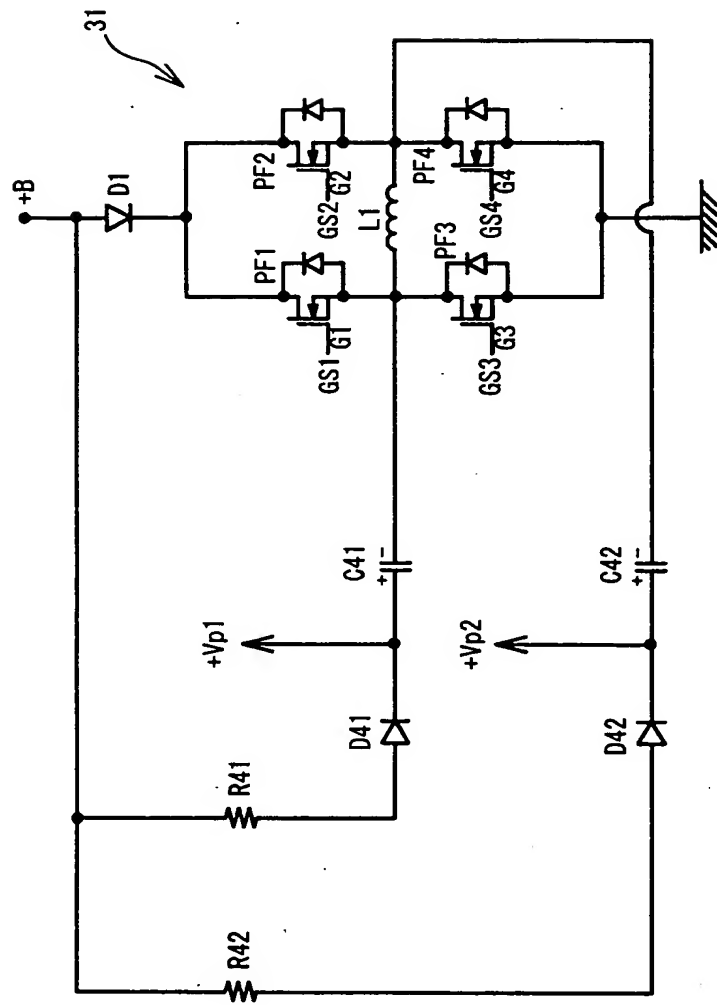 31
+B
D1
PF2
G2
GS2
PF1
G1
GS1
L1
PF4
G4
GS4
PF3
G3
GS3
C41
+
-
+Vp1
D41
R41
C42
+
-
+Vp2
D42
R42